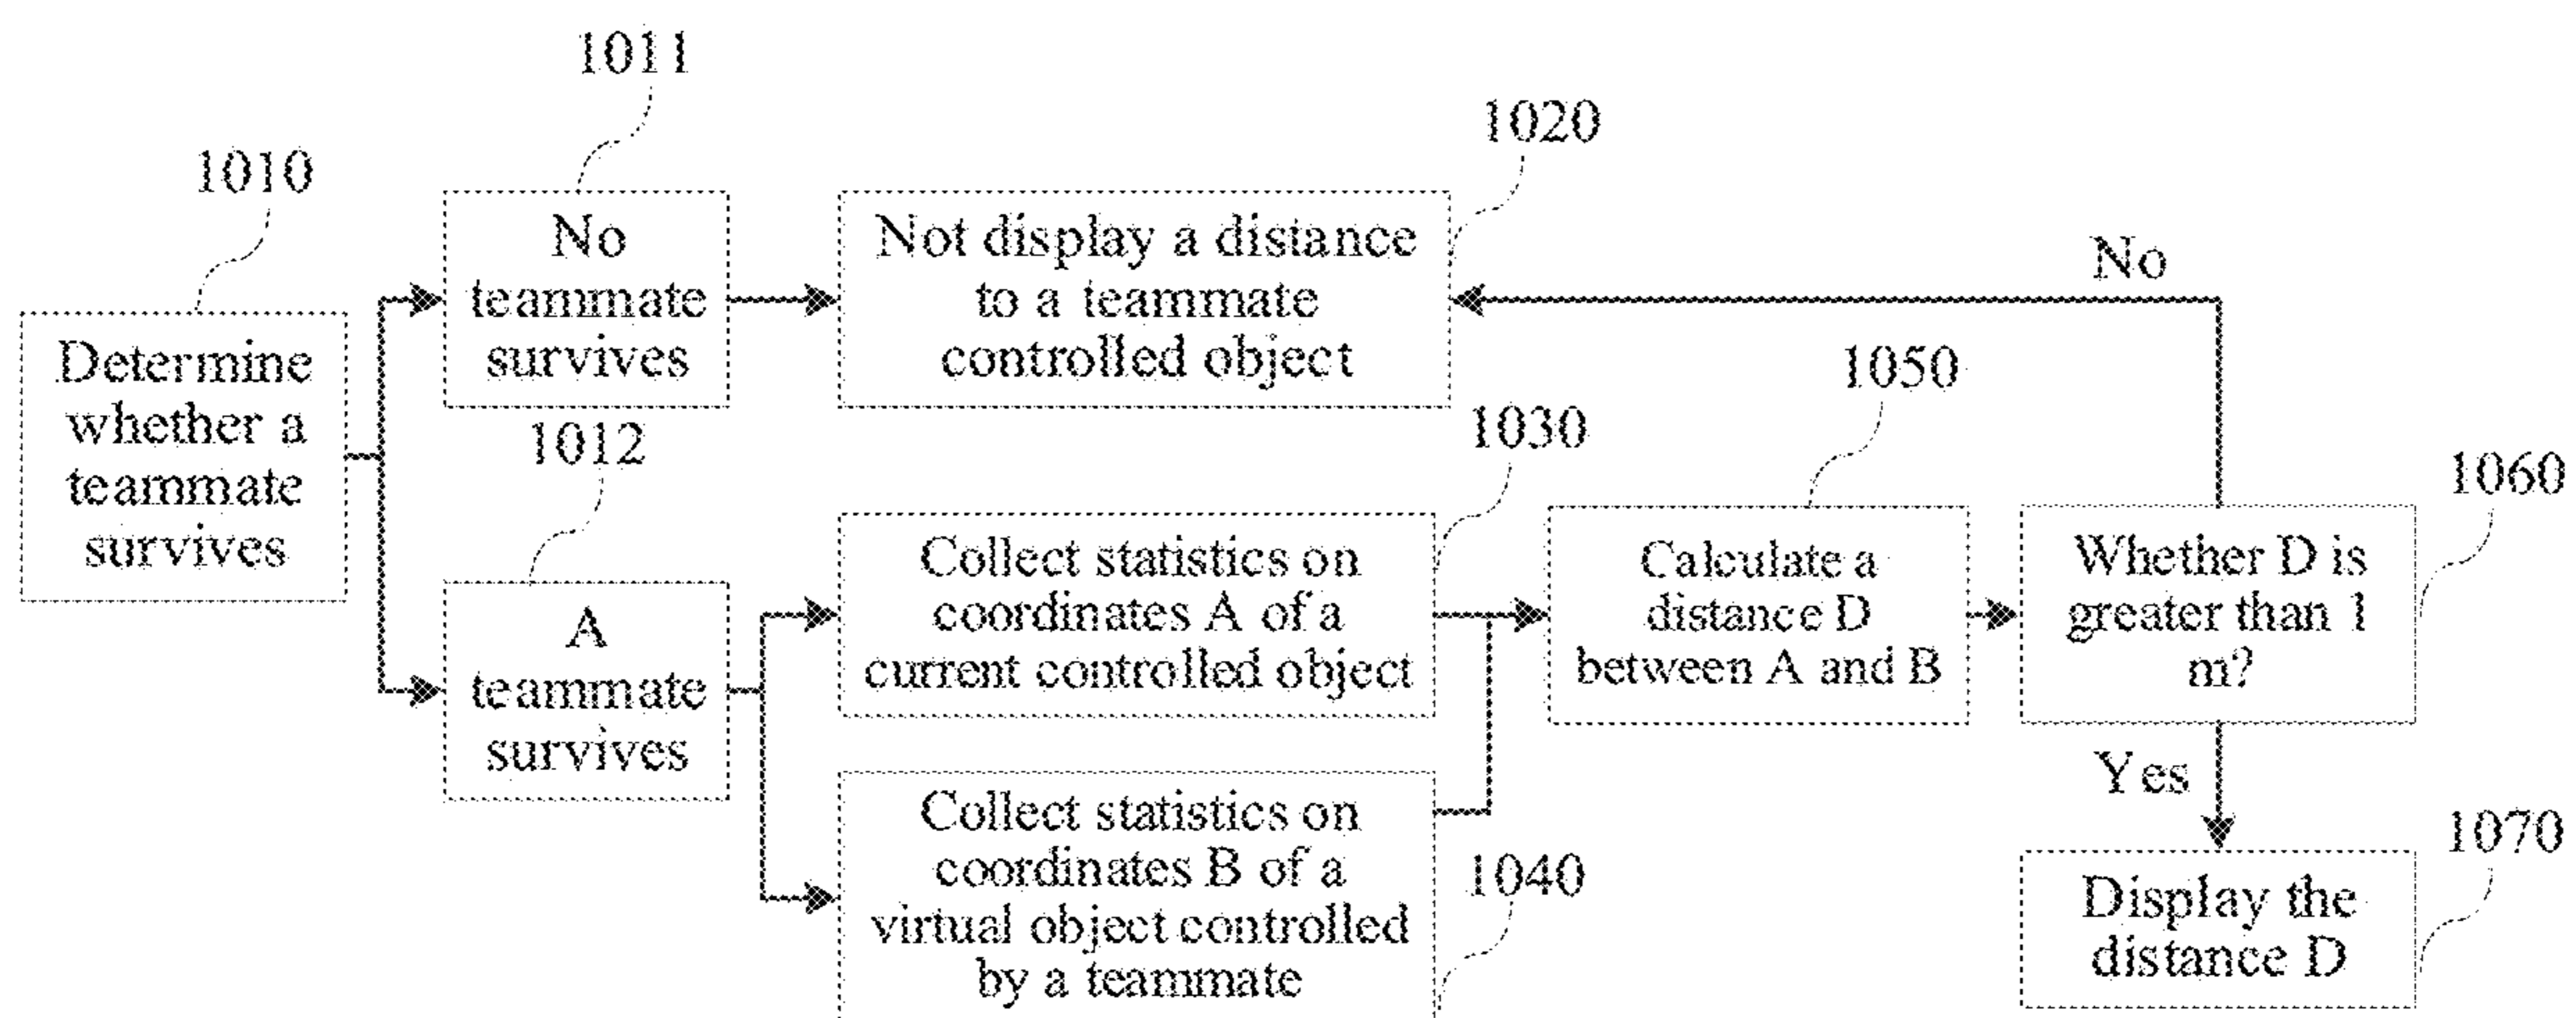 1011
1020
1010
No
teammate
survives
Not display a distance
to a teammate
controlled object
No
Determine
whether a
teammate
survives
1012
1030
1050
1060
A
teammate
survives
Collect statistics on
coordinates A of a
current controlled object
Calculate a
distance D
between A and B
Whether D is
greater than 1
m?
Yes
Collect statistics on
coordinates B of a
virtual object controlled
by a teammate
1040
1070
Display the
distance D